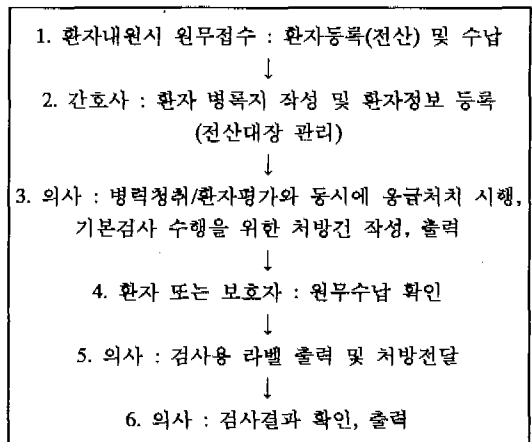 1. 환자내원시 원무접수 : 환자등록(전산) 및 수납
↓
2. 간호사 : 환자 병록지 작성 및 환자정보 등록
(전산대장 관리)
↓
3. 의사 : 병력청취/환자평가와 동시에 응급처치 시행,
기본검사 수행을 위한 처방건 작성, 출력
↓
4. 환자 또는 보호자 : 원무수납 확인
↓
5. 의사 : 검사용 라벨 출력 및 처방전달
↓
6. 의사 : 검사결과 확인, 출력